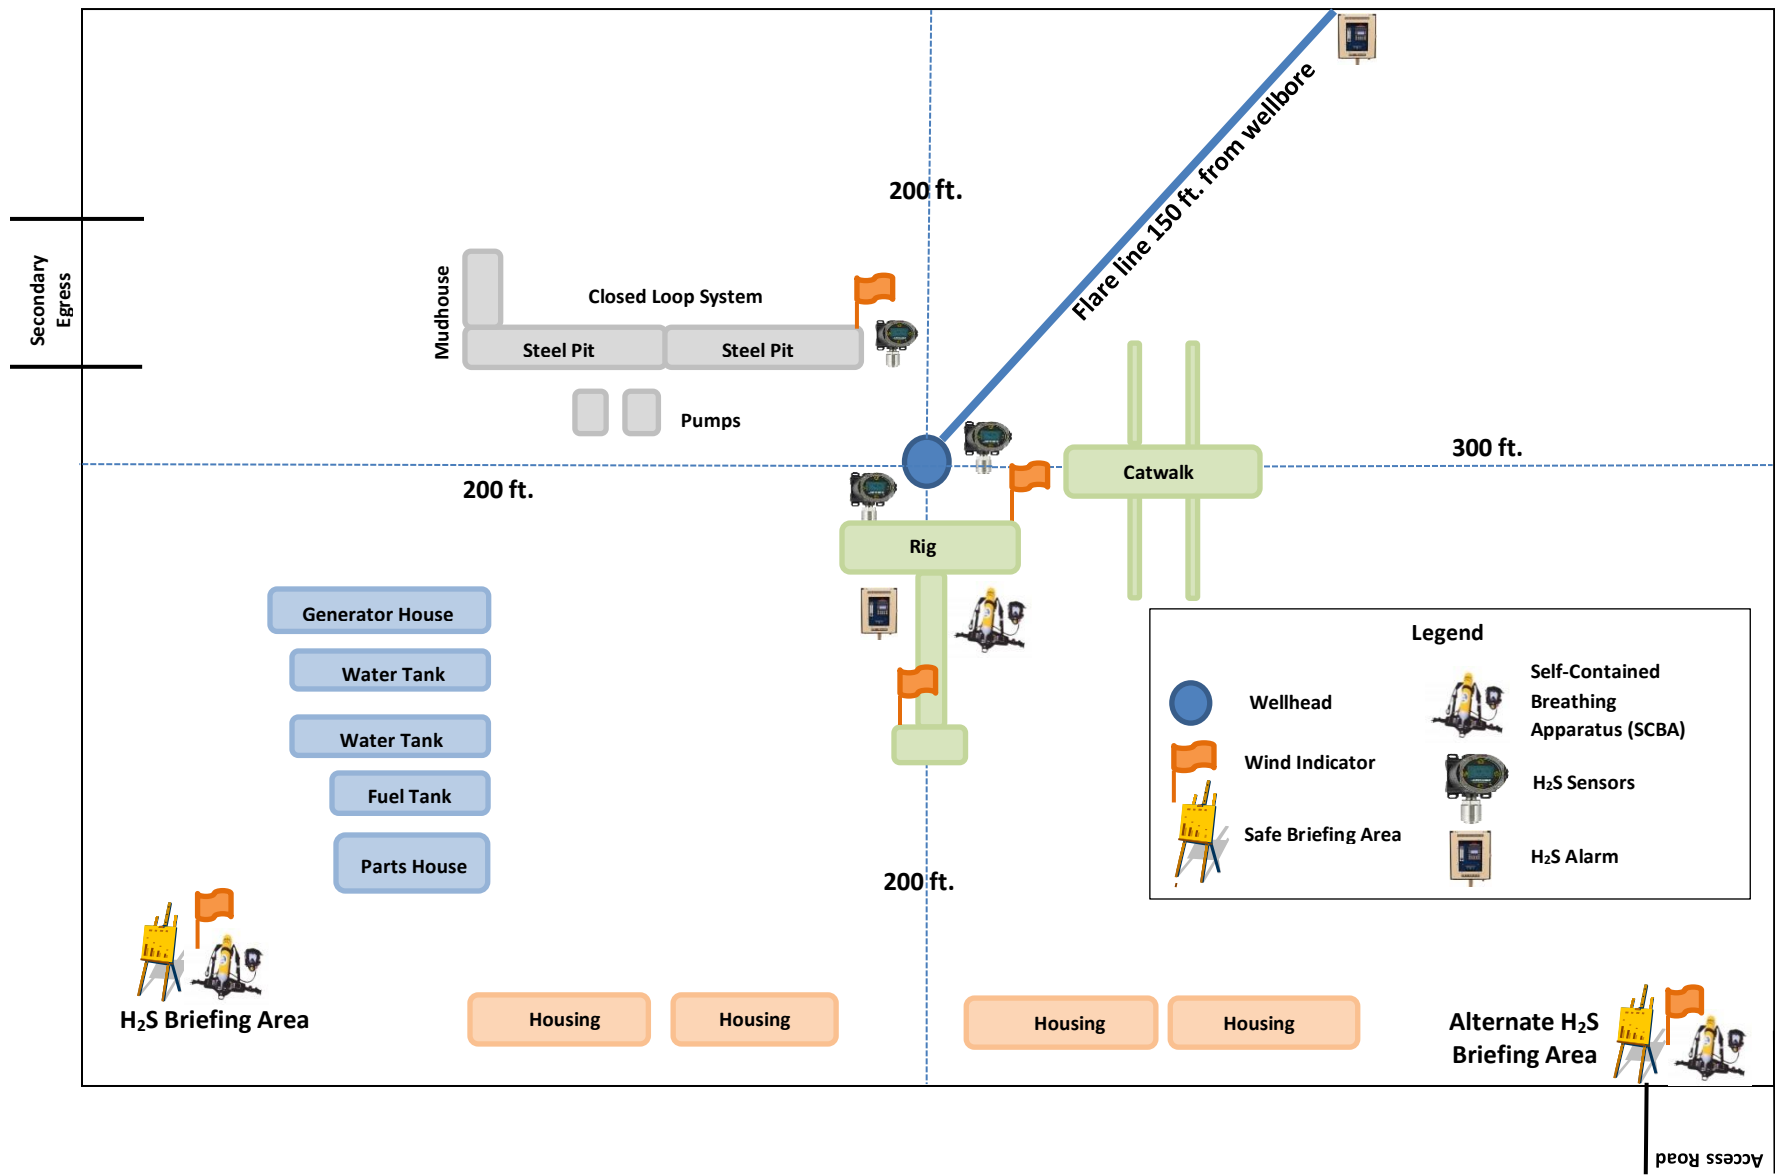 Flare line 150 ft. from wellbore
200 ft.
Secondary
Egress
Mudhouse
Closed Loop System
Steel Pit
Steel Pit
Pumps
300 ft.
Catwalk
200 ft.
Rig
Generator House
Water Tank
Water Tank
Fuel Tank
Parts House
200 ft.
Legend
Wellhead
Wind Indicator
Safe Briefing Area
Self-Contained
Breathing
Apparatus (SCBA)
H₂S Sensors
H₂S Alarm
H₂S Briefing Area
Housing
Housing
Housing
Housing
Alternate H₂S
Briefing Area
Access Road